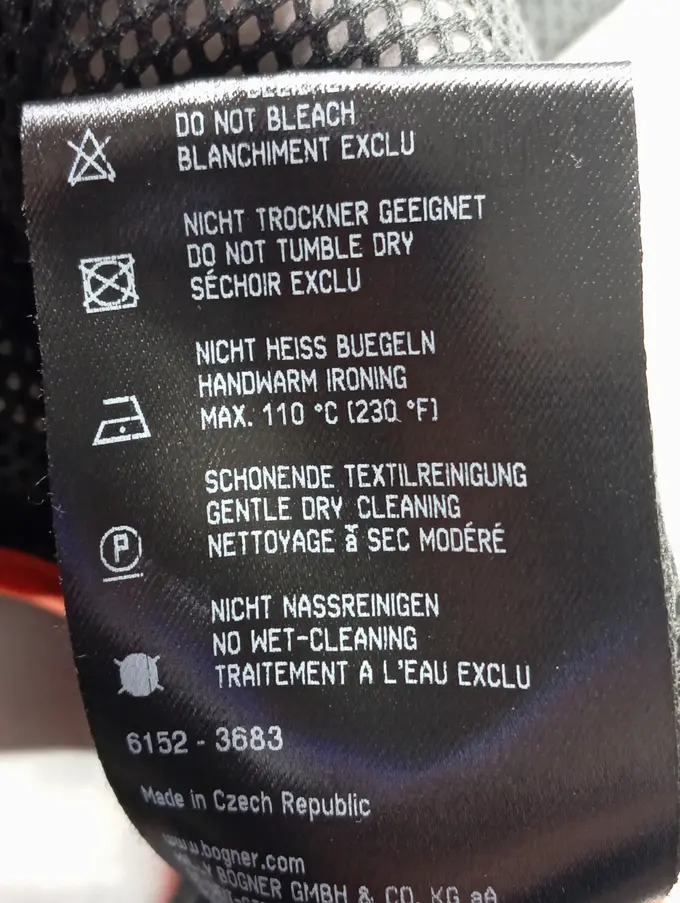 DO NOT BLEACH
BLANCHIMENT EXCLU
NICHT TROCKNER GEEIGNET
DO NOT TUMBLE DRY
SÉCHOIR EXCLU
NICHT HEISS BUEGELN
HANDWARM IRONING
MAX. 110 °C (230 °F)
SCHONENDE TEXTILREINIGUNG
GENTLE DRY CLEANING
P
NETTOYAGE à SEC MODÉRÉ
NICHT NASSREINIGEN
NO WET-CLEANING
TRAITEMENT A L'EAU EXCLU
6152 - 3683
Made in Czech Republic
www.bogner.com
BOGNER GMBH & CO. KG aA